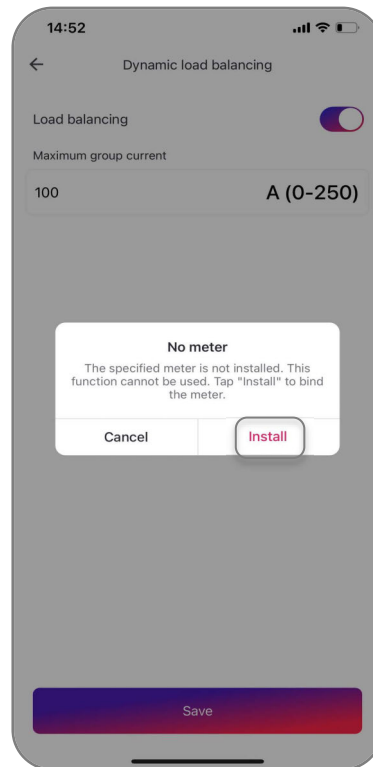 14:52
Dynamic load balancing
Load balancing
Maximum group current
100 A (0-250)
No meter
The specified meter is not installed. This
function cannot be used. Tap "Install" to bind
the meter.
Cancel Install
Save